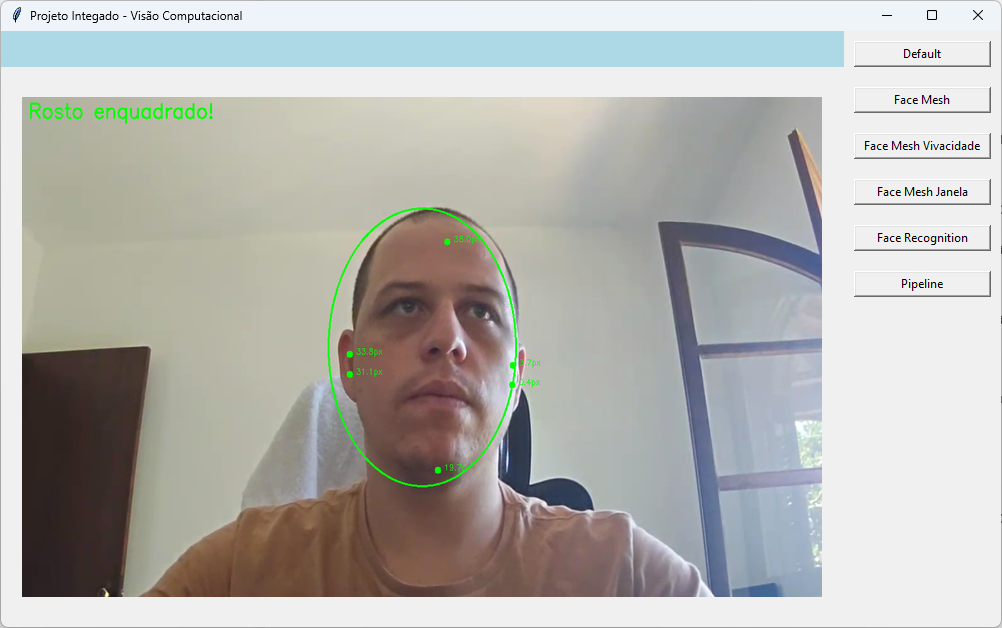 Projeto Integado - Visão Computacional
Default
Rosto enquadrado!
Face Mesh
Face Mesh Vivacidade
Face Mesh Janela
Face Recognition
Pipeline
33.8px
31.1px